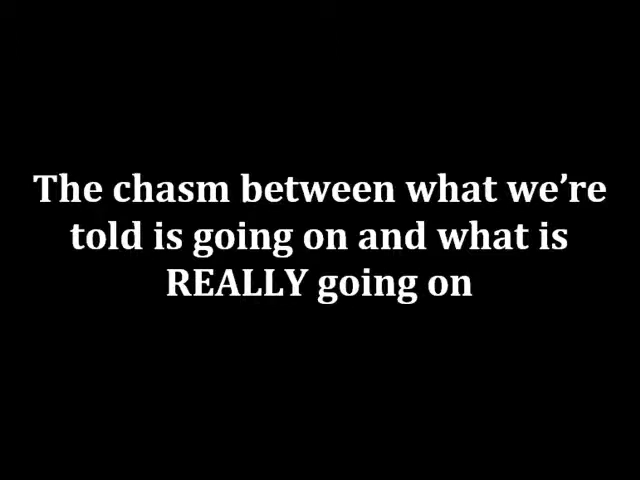 The chasm between what we’re
told is going on and what is
REALLY going on